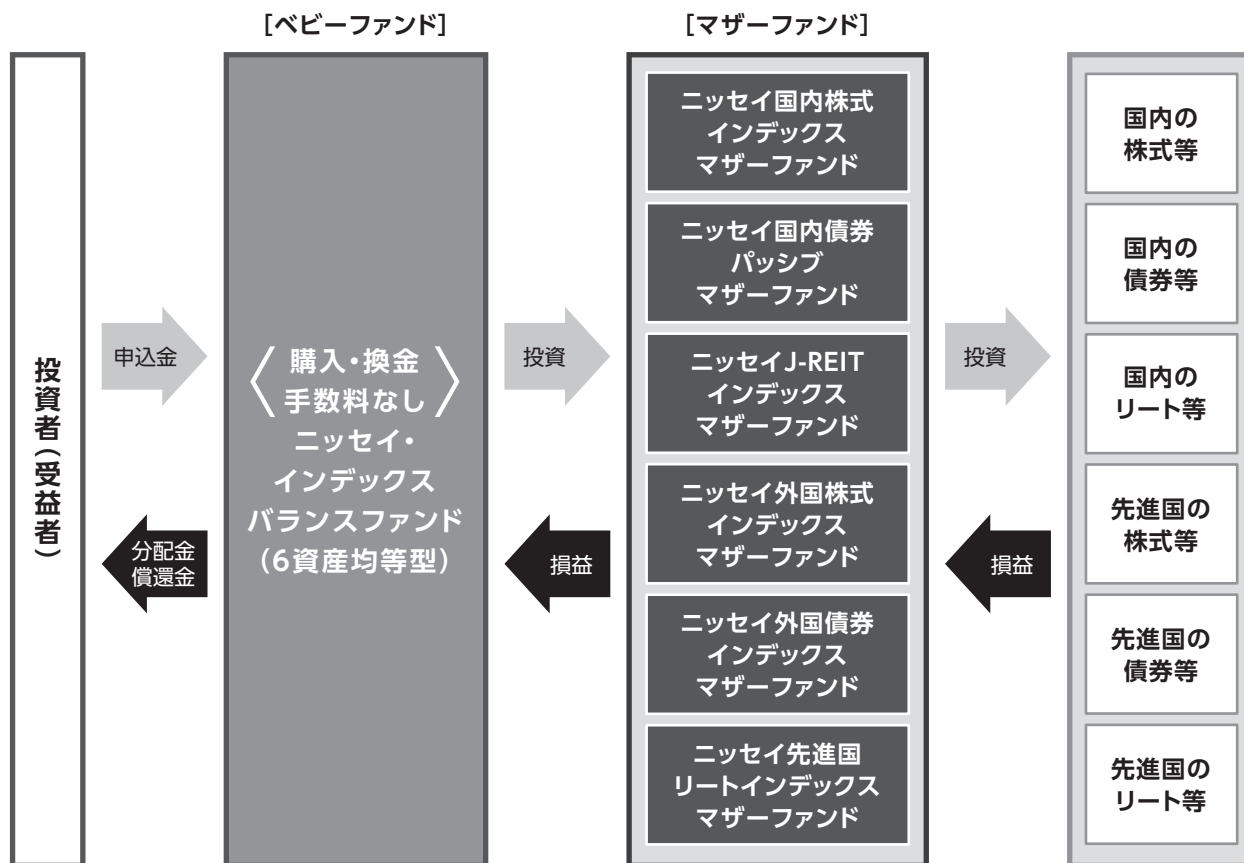 ［ベビーファンド］
［マザーファンド］
投資者（受益者）
申込金
分配金
償還金
〈購入・換金
手数料なし〉
ニッセイ・
インデックス
バランスファンド
（6資産均等型）
投資
損益
ニッセイ国内株式
インデックス
マザーファンド
ニッセイ国内債券
パッシブ
マザーファンド
ニッセイJ-REIT
インデックス
マザーファンド
ニッセイ外国株式
インデックス
マザーファンド
ニッセイ外国債券
インデックス
マザーファンド
ニッセイ先進国
リートインデックス
マザーファンド
投資
損益
国内の
株式等
国内の
債券等
国内の
リート等
先進国の
株式等
先進国の
債券等
先進国の
リート等